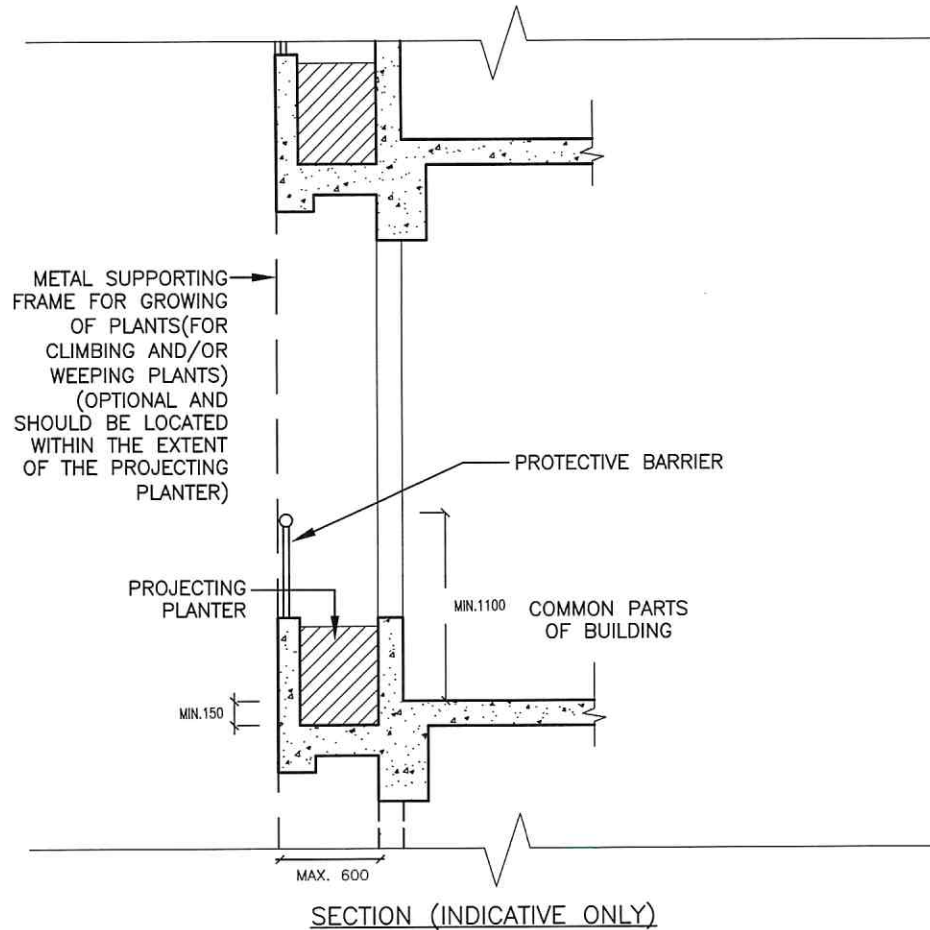 METAL SUPPORTING
FRAME FOR GROWING
OF PLANTS(FOR
CLIMBING AND/OR
WEEPING PLANTS)
(OPTIONAL AND
SHOULD BE LOCATED
WITHIN THE EXTENT
OF THE PROJECTING
PLANTER)
PROTECTIVE BARRIER
PROJECTING
PLANTER
MIN.1100
COMMON PARTS
OF BUILDING
MIN.150
MAX. 600
SECTION (INDICATIVE ONLY)